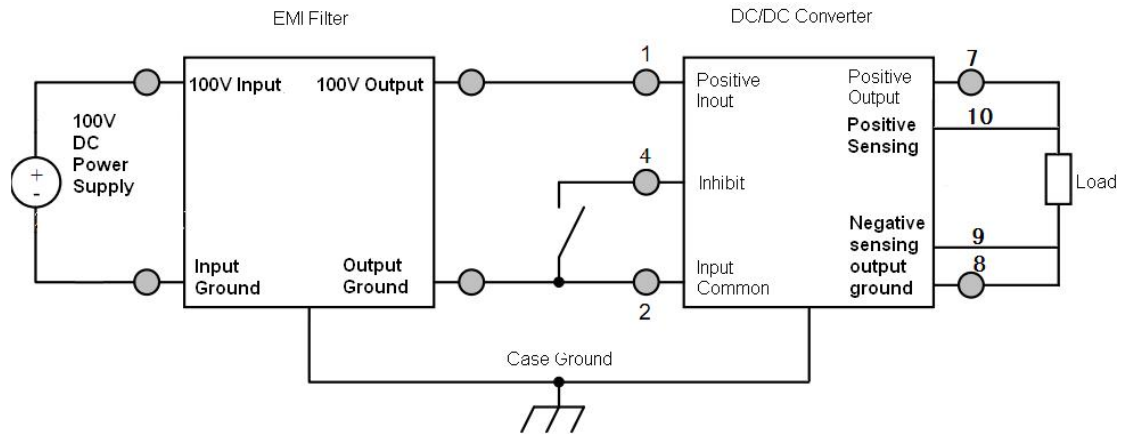 EMI Filter
DC/DC Converter
100V Input
100V Output
100V
DC
Power
Supply
+
-
Input
Ground
Output
Ground
1
Positive
Inout
4
Inhibit
Input
Common
2
Positive
Output
Positive
Sensing
Negative
sensing
output
ground
7
10
9
8
Load
Case Ground